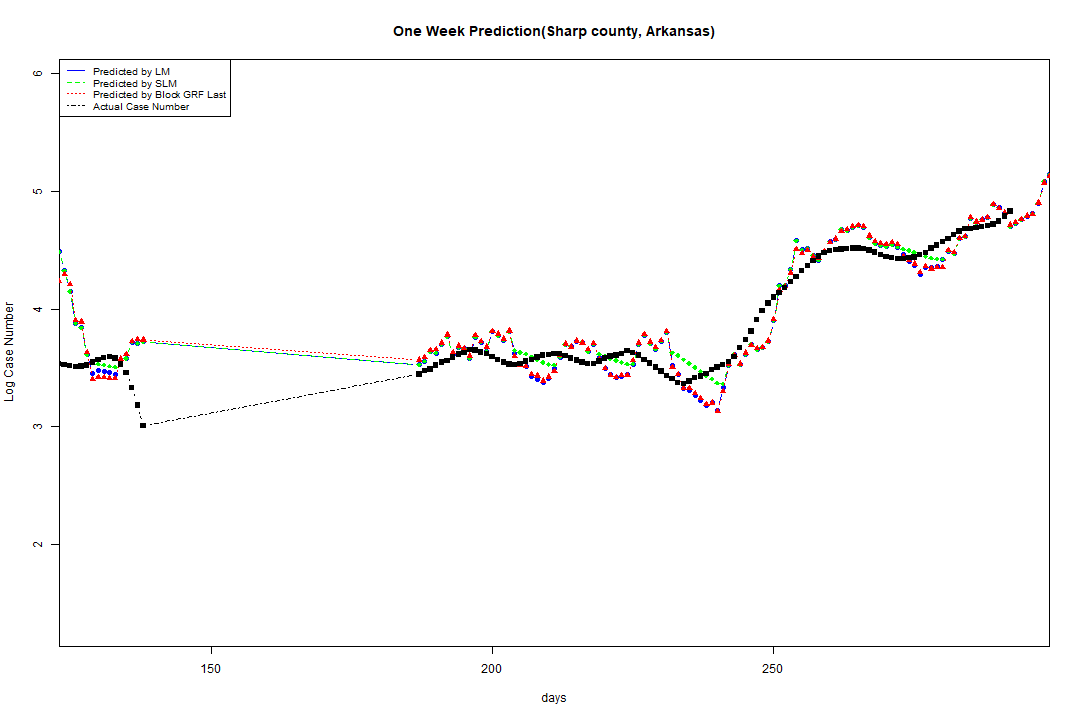 One Week Prediction(Sharp county, Arkansas)
Predicted by LM
Predicted by SLM
Predicted by Block GRF Last
Actual Case Number
6
5
4
3
2
Log Case Number
150
200
250
days